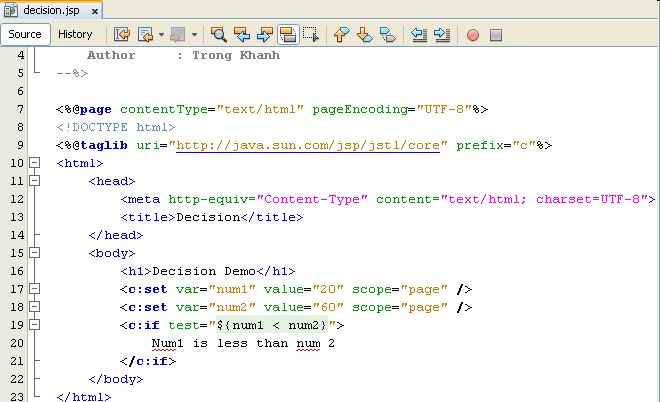 decision.jsp x
Source History
4 Author : Trong Khanh
5 --%>
6
7 <%@page contentType="text/html" pageEncoding="UTF-8"%>
8 <!DOCTYPE html>
9 <%@taglib uri="http://java.sun.com/jsp/jstl/core" prefix="c"%>
10 <html>
11 <head>
12 <meta http-equiv="Content-Type" content="text/html; charset=UTF-8">
13 <title>Decision</title>
14 </head>
15 <body>
16 <h1>Decision Demo</h1>
17 <c:set var="num1" value="20" scope="page" />
18 <c:set var="num2" value="60" scope="page" />
19 <c:if test="${num1 < num2}">
20 Num1 is less than num 2
21 </c:if>
22 </body>
23 </html>